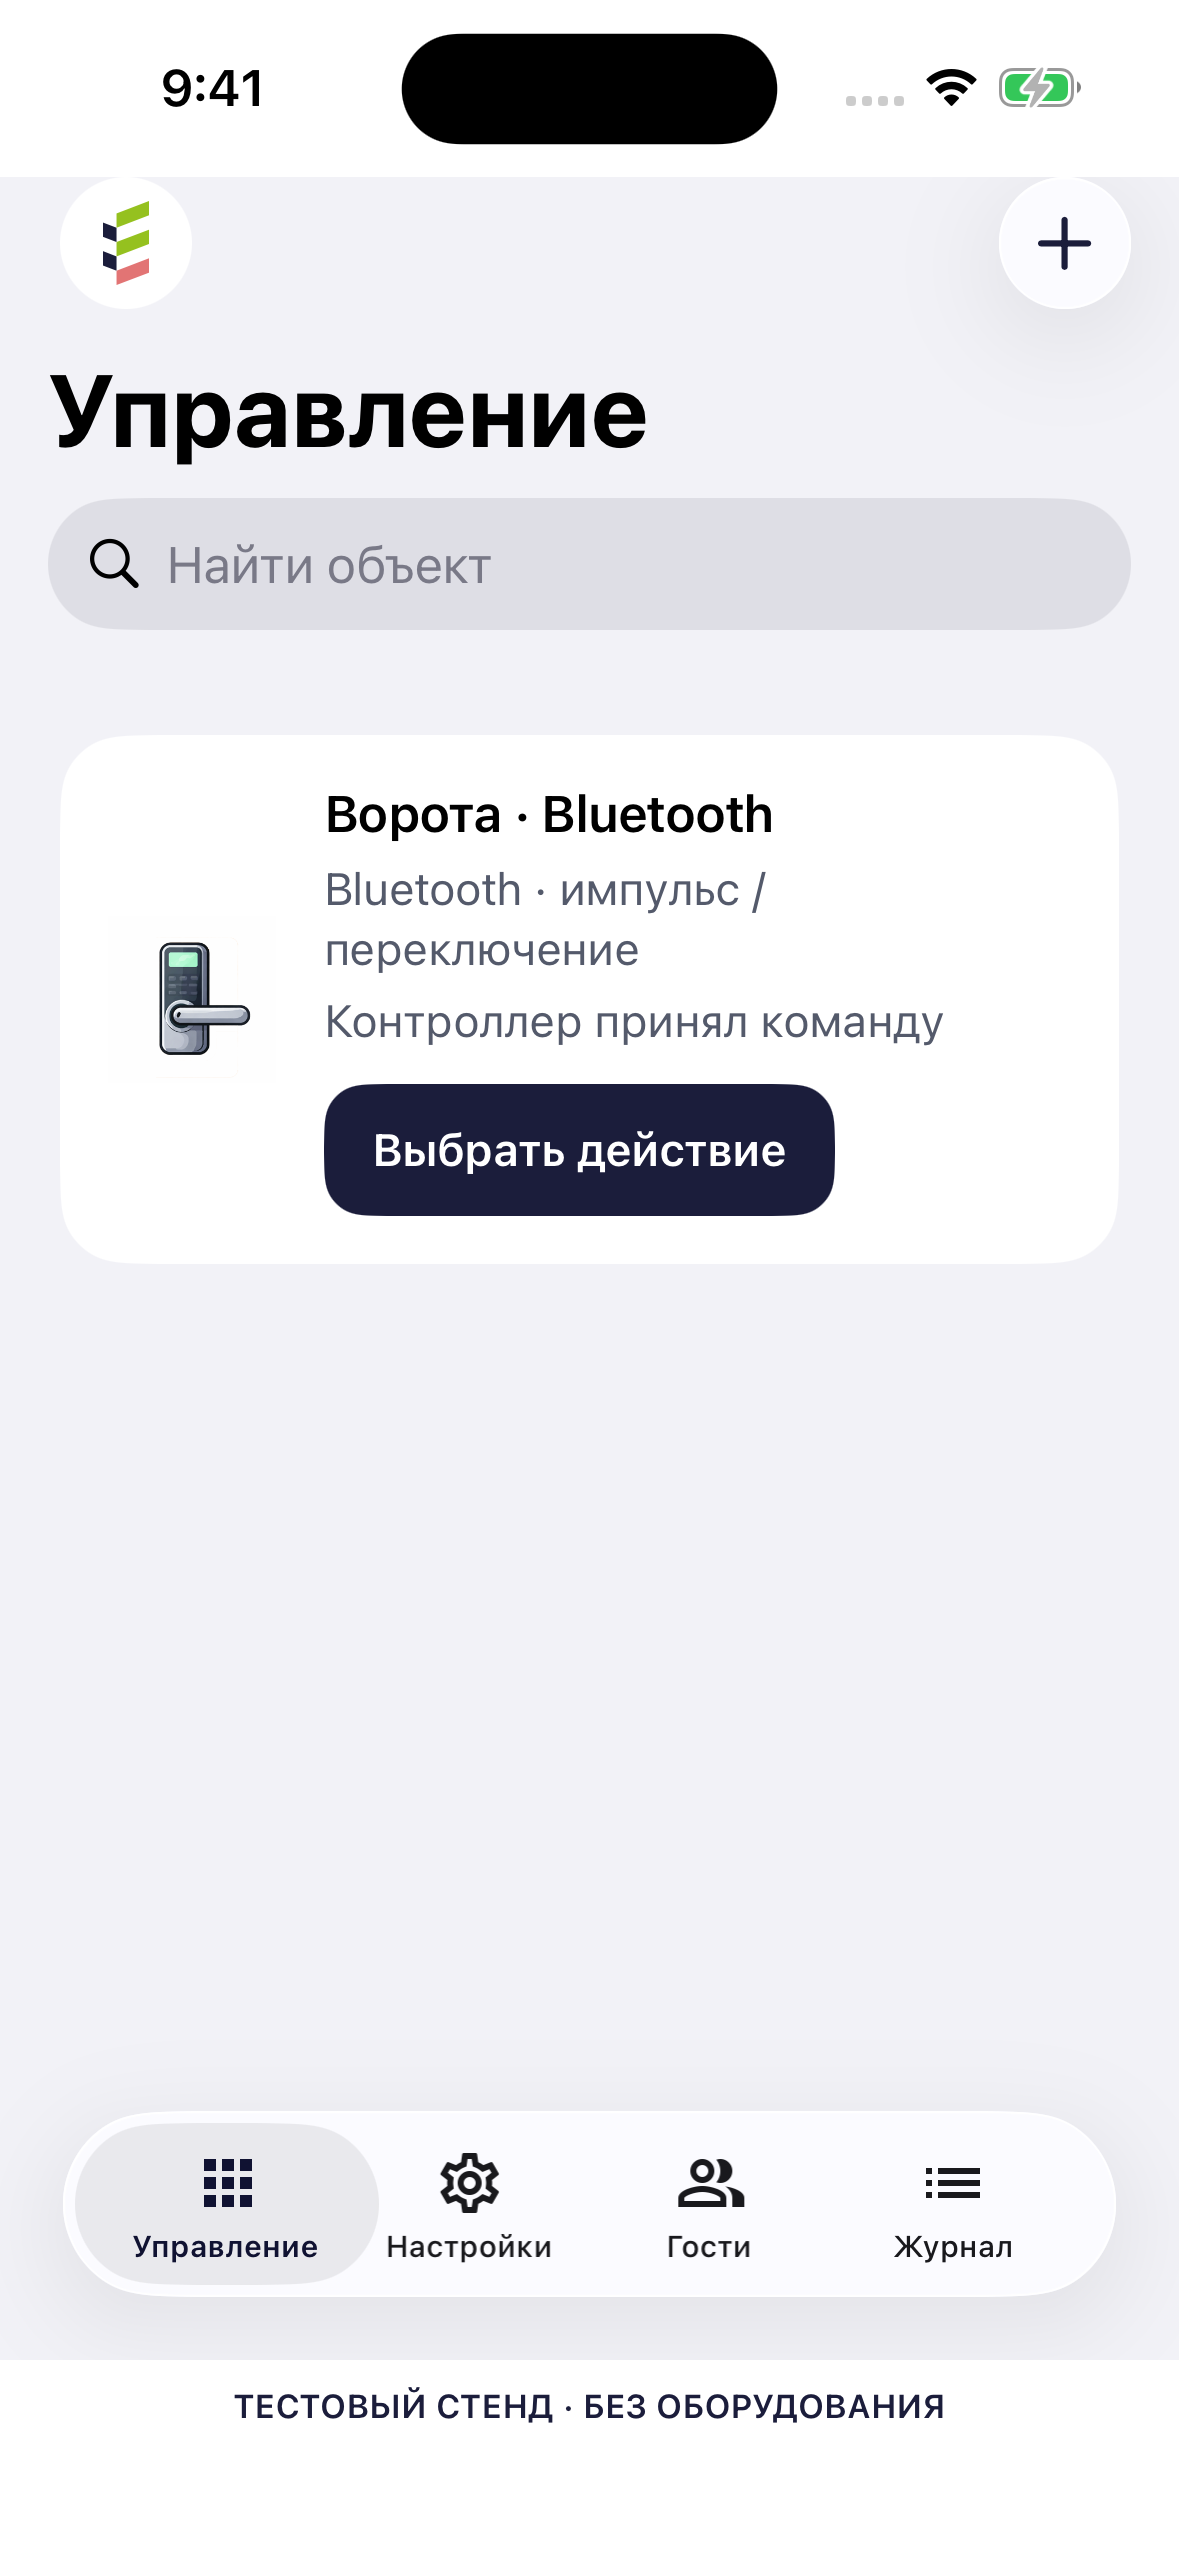 9:41
Управление
Найти объект
Ворота · Bluetooth
Bluetooth · импульс /
переключение
Контроллер принял команду
Выбрать действие
Управление
Настройки
Гости
Журнал
ТЕСТОВЫЙ СТЕНД · БЕЗ ОБОРУДОВАНИЯ